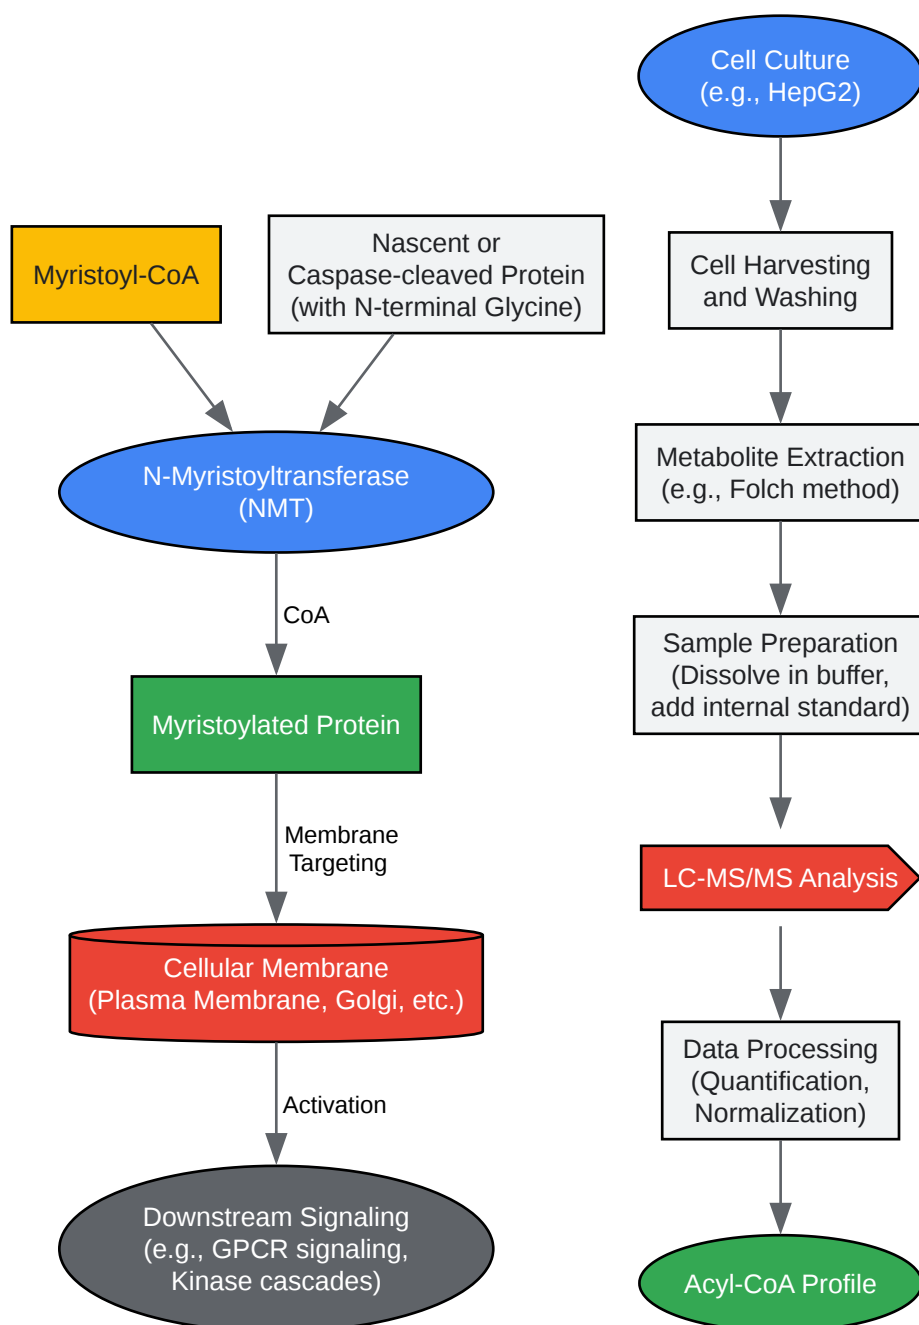 Myristoyl-CoA
Nascent or
Caspase-cleaved Protein
(with N-terminal Glycine)
N-Myristoyltransferase
(NMT)
CoA
Myristoylated Protein
Membrane
Targeting
Cellular Membrane
(Plasma Membrane, Golgi, etc.)
Activation
Downstream Signaling
(e.g., GPCR signaling,
Kinase cascades)
Cell Culture
(e.g., HepG2)
Cell Harvesting
and Washing
Metabolite Extraction
(e.g., Folch method)
Sample Preparation
(Dissolve in buffer,
add internal standard)
LC-MS/MS Analysis
Data Processing
(Quantification,
Normalization)
Acyl-CoA Profile